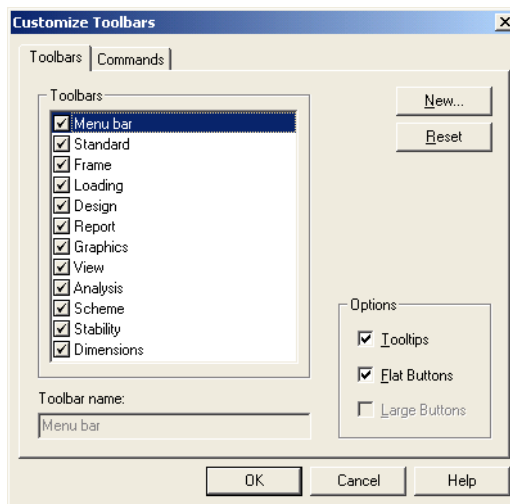 Customize Toolbars
Toolbars
Commands
Toolbars
Menu bar
Standard
Frame
Loading
Design
Report
Graphics
View
Analysis
Scheme
Stability
Dimensions
New...
Reset
Options
Tooltips
Flat Buttons
Large Buttons
Toolbar name:
Menu bar
OK
Cancel
Help